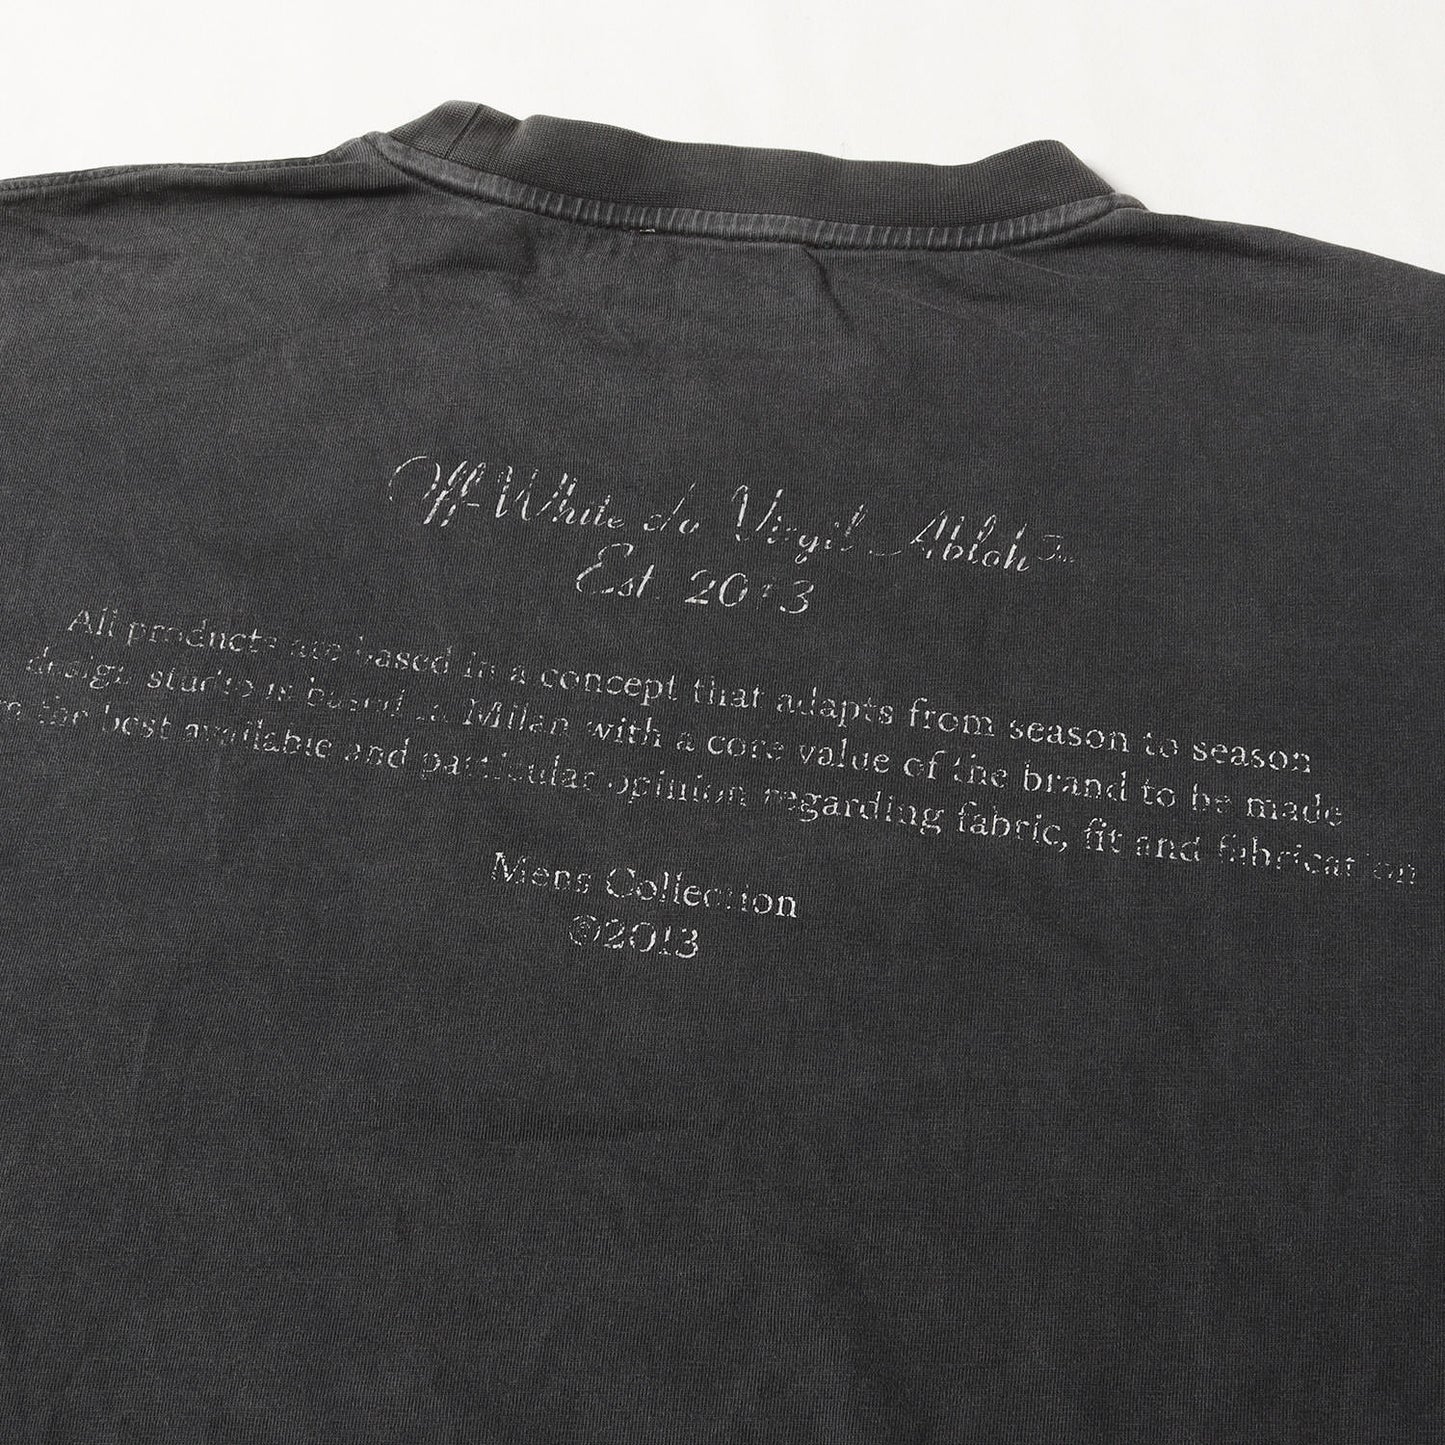 Off-White c/o Virgil Abloh™
Est. 2013
All products are based in a concept that adapts from season to season
design studio is based in Milan with a core value of the brand to be made
the best available and particular opinion regarding fabric, fit and fabrication
Mens Collection
©2013